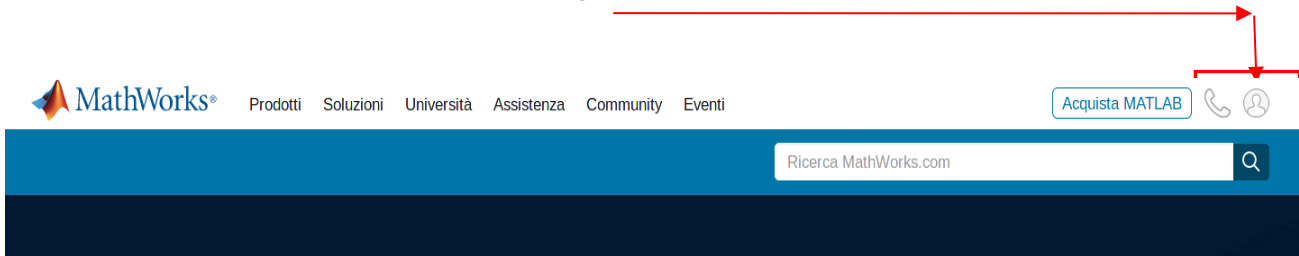 MathWorks®
Prodotti Soluzioni Università Assistenza Community Eventi
Acquista MATLAB
Ricerca MathWorks.com